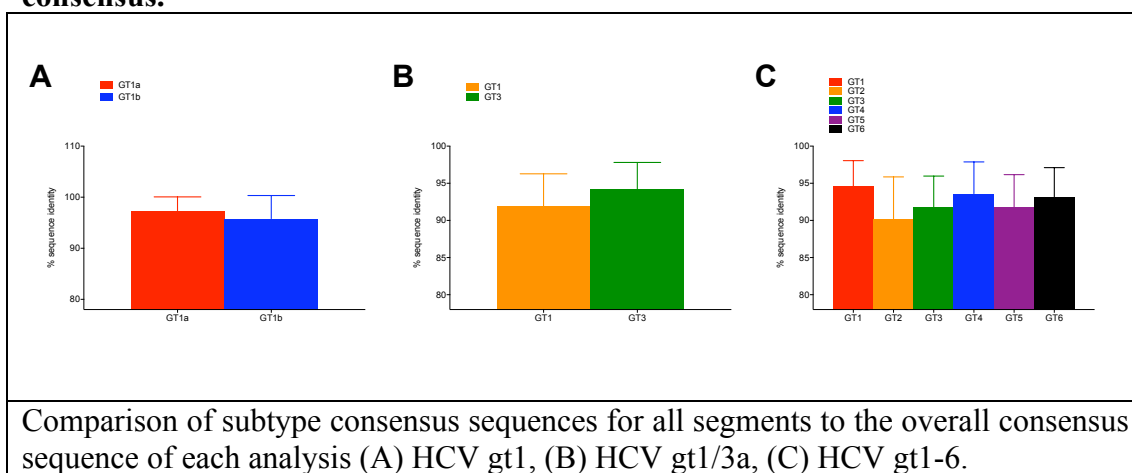 consensus.
A
GT1a
GT1b
110
100
90
80
% sequence identity
GT1a GT1b
B
GT1
GT3
100
95
90
85
80
% sequence identity
GT1 GT3
C
GT1
GT2
GT3
GT4
GT5
GT6
100
95
90
85
80
% sequence identity
GT1 GT2 GT3 GT4 GT5 GT6
Comparison of subtype consensus sequences for all segments to the overall consensus
sequence of each analysis (A) HCV gt1, (B) HCV gt1/3a, (C) HCV gt1-6.